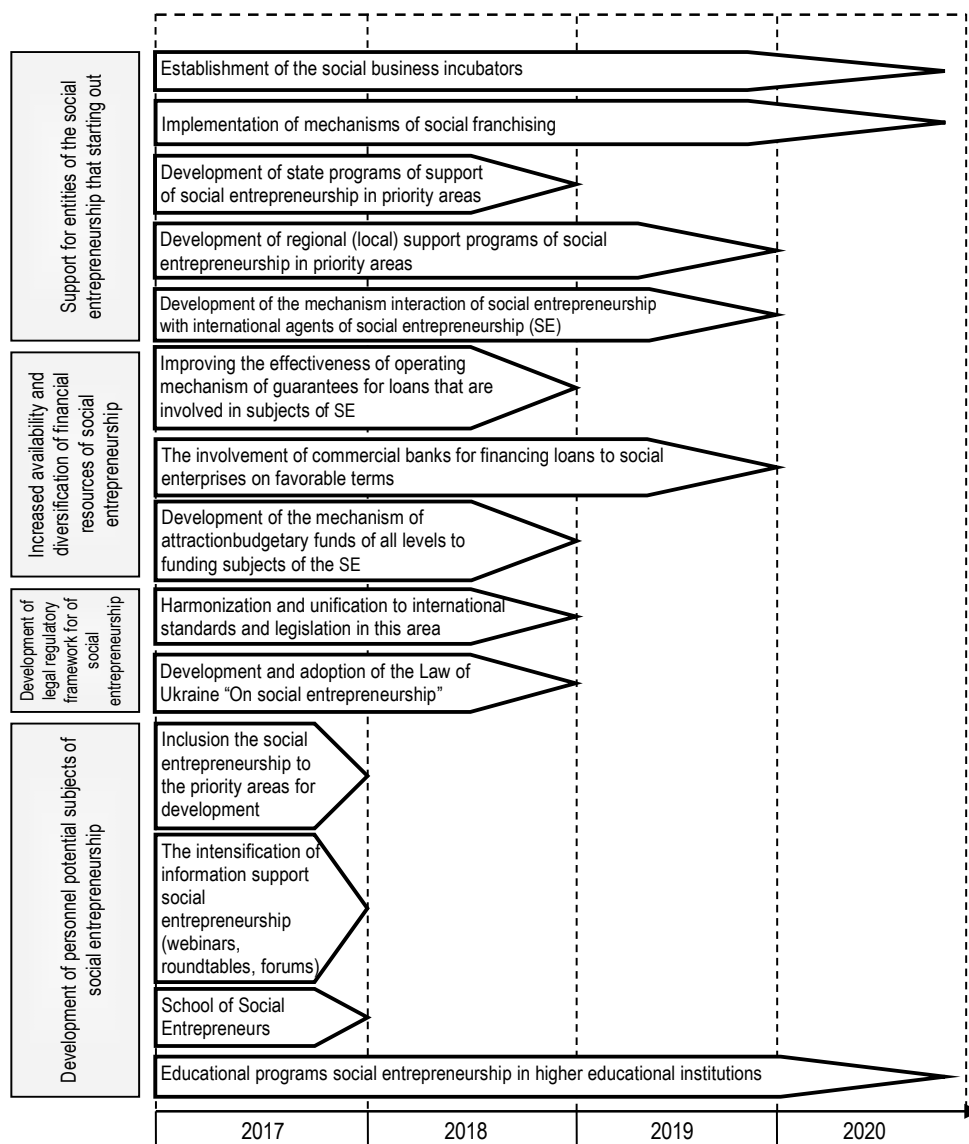 Support for entities of the social
entrepreneurship that starting out
Establishment of the social business incubators
Implementation of mechanisms of social franchising
Development of state programs of support
of social entrepreneurship in priority areas
Development of regional (local) support programs of social
entrepreneurship in priority areas
Development of the mechanism interaction of social entrepreneurship
with international agents of social entrepreneurship (SE)
Increased availability and
diversification of financial
resources of social
entrepreneurship
Improving the effectiveness of operating
mechanism of guarantees for loans that are
involved in subjects of SE
The involvement of commercial banks for financing loans to social
enterprises on favorable terms
Development of the mechanism of
attractionbudgetary funds of all levels to
funding subjects of the SE
Development of
legal regulatory
framework for of
social
entrepreneurship
Harmonization and unification to international
standards and legislation in this area
Development and adoption of the Law of
Ukraine “On social entrepreneurship”
Development of personnel potential subjects of
social entrepreneurship
Inclusion the social
entrepreneurship to
the priority areas for
development
The intensification of
information support
social
entrepreneurship
(webinars,
roundtables, forums)
School of Social
Entrepreneurs
Educational programs social entrepreneurship in higher educational institutions
2017 2018 2019 2020